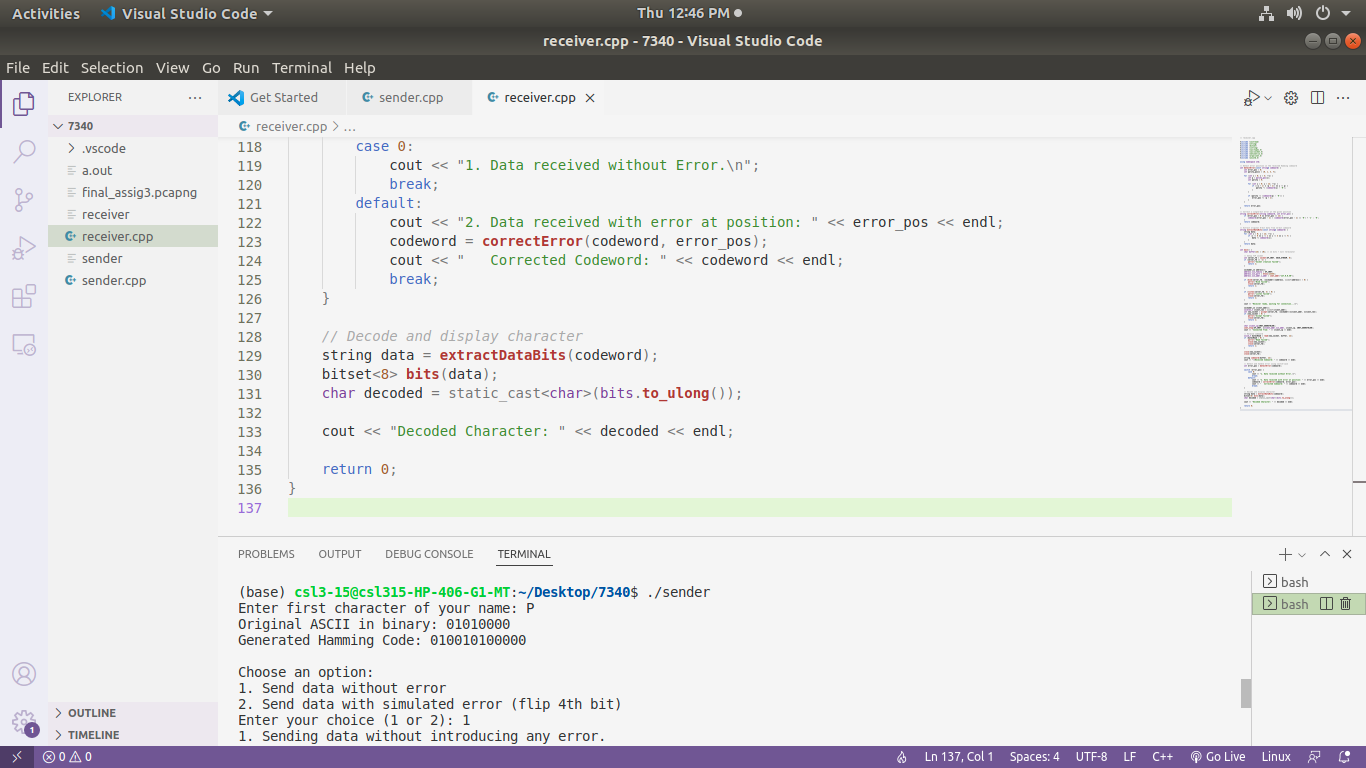 Activities Visual Studio Code Thu 12:46 PM
receiver.cpp - 7340 - Visual Studio Code
File Edit Selection View Go Run Terminal Help
EXPLORER
Get Started sender.cpp receiver.cpp
7340
receiver.cpp > ...
.vscode
a.out
final_assig3.pcapng
receiver
receiver.cpp
sender
sender.cpp
118 case 0:
119 cout << "1. Data received without Error.\n";
120 break;
121 default:
122 cout << "2. Data received with error at position: " << error_pos << endl;
123 codeword = correctError(codeword, error_pos);
124 cout << "   Corrected Codeword: " << codeword << endl;
125 break;
126 }
127
128 // Decode and display character
129 string data = extractDataBits(codeword);
130 bitset<8> bits(data);
131 char decoded = static_cast<char>(bits.to_ulong());
132
133 cout << "Decoded Character: " << decoded << endl;
134
135 return 0;
136 }
137
PROBLEMS OUTPUT DEBUG CONSOLE TERMINAL
(base) csl3-15@csl315-HP-406-G1-MT:~/Desktop/7340$ ./sender
Enter first character of your name: P
Original ASCII in binary: 01010000
Generated Hamming Code: 010010100000
Choose an option:
1. Send data without error
2. Send data with simulated error (flip 4th bit)
Enter your choice (1 or 2): 1
1. Sending data without introducing any error.
bash
bash
OUTLINE
TIMELINE
1
0 0 Ln 137, Col 1 Spaces: 4 UTF-8 LF C++ Go Live Linux